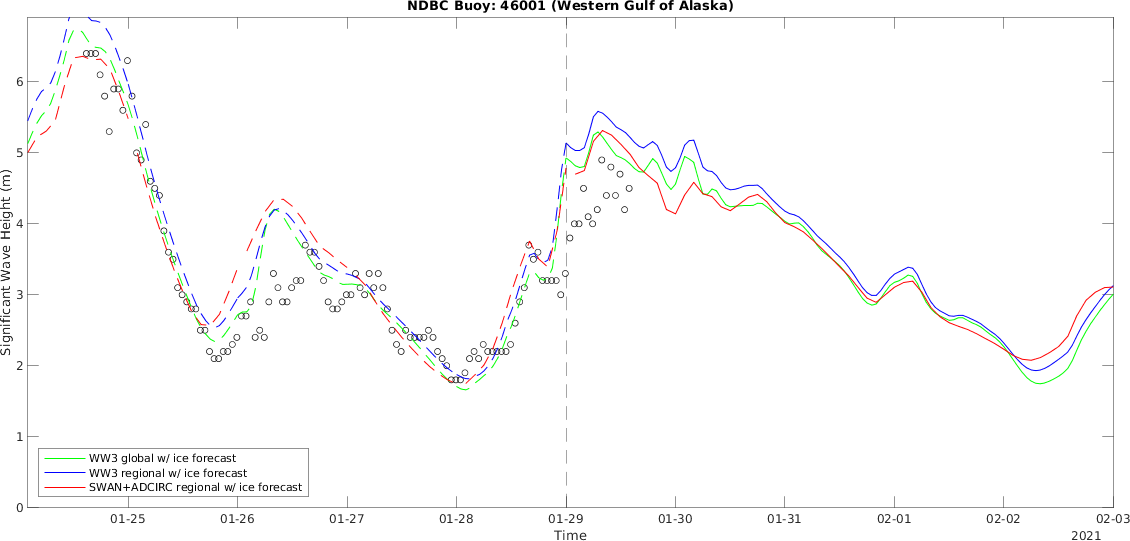 NDBC Buoy: 46001 (Western Gulf of Alaska)
Significant Wave Height (m)
6
5
4
3
2
1
0
WW3 global w/ ice forecast
WW3 regional w/ ice forecast
SWAN+ADCIRC regional w/ ice forecast
01-25 01-26 01-27 01-28 01-29 01-30 01-31 02-01 02-02 02-03
Time
2021